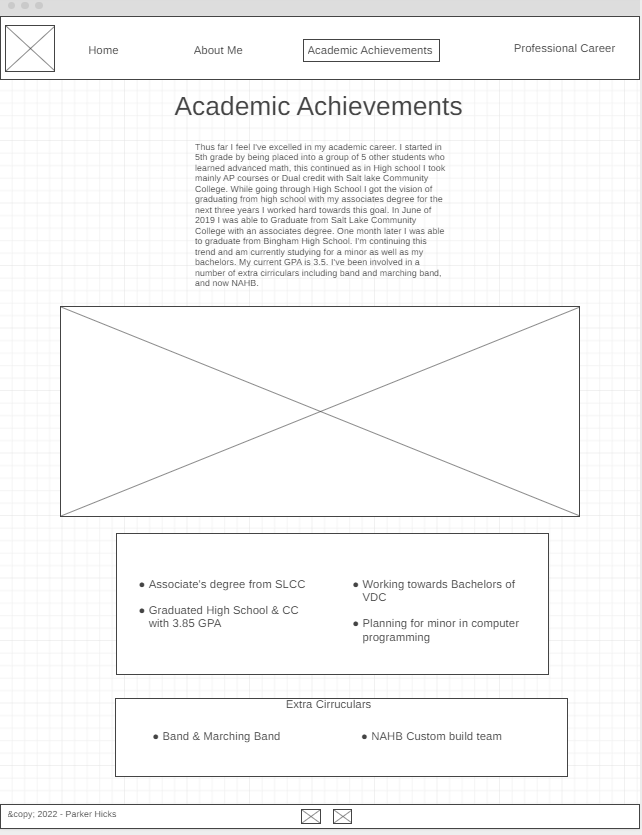 Home
About Me
Academic Achievements
Professional Career
Academic Achievements
Thus far I feel I've excelled in my academic career. I started in
5th grade by being placed into a group of 5 other students who
learned advanced math, this continued as in High school I took
mainly AP courses or Dual credit with Salt lake Community
College. While going through High School I got the vision of
graduating from high school with my associates degree for the
next three years I worked hard towards this goal. In June of
2019 I was able to Graduate from Salt Lake Community
College with an associates degree. One month later I was able
to graduate from Bingham High School. I'm continuing this
trend and am currently studying for a minor as well as my
bachelors. My current GPA is 3.5. I've been involved in a
number of extra cirriculars including band and marching band,
and now NAHB.
● Associate's degree from SLCC
● Graduated High School & CC
with 3.85 GPA
● Working towards Bachelors of
VDC
● Planning for minor in computer
programming
Extra Cirruculars
● Band & Marching Band
● NAHB Custom build team
&copy; 2022 - Parker Hicks